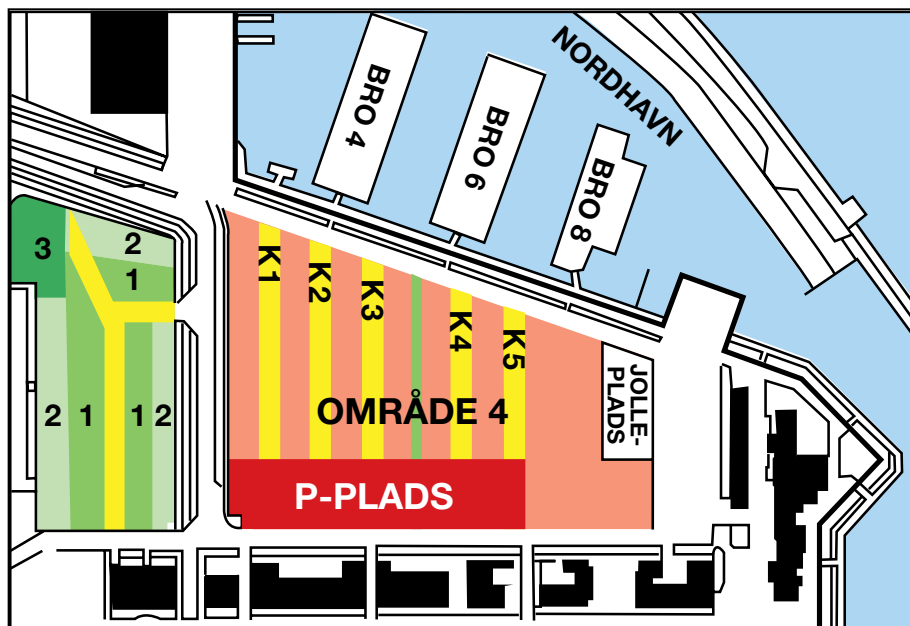 NORDHAVN
BRO 4
BRO 6
BRO 8
3
2
1
K1
K2
K3
K4
K5
2
1
1
2
OMRÅDE 4
JOLLE-
PLADS
P-PLADS